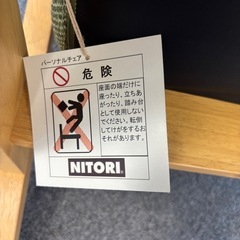 パーソナルチェア
危険
座面の端だけに
座ったり、立ちあ
がったり、踏み台
として使用しない
でください。転倒
してけがをするおそ
れがあります。
NITORI